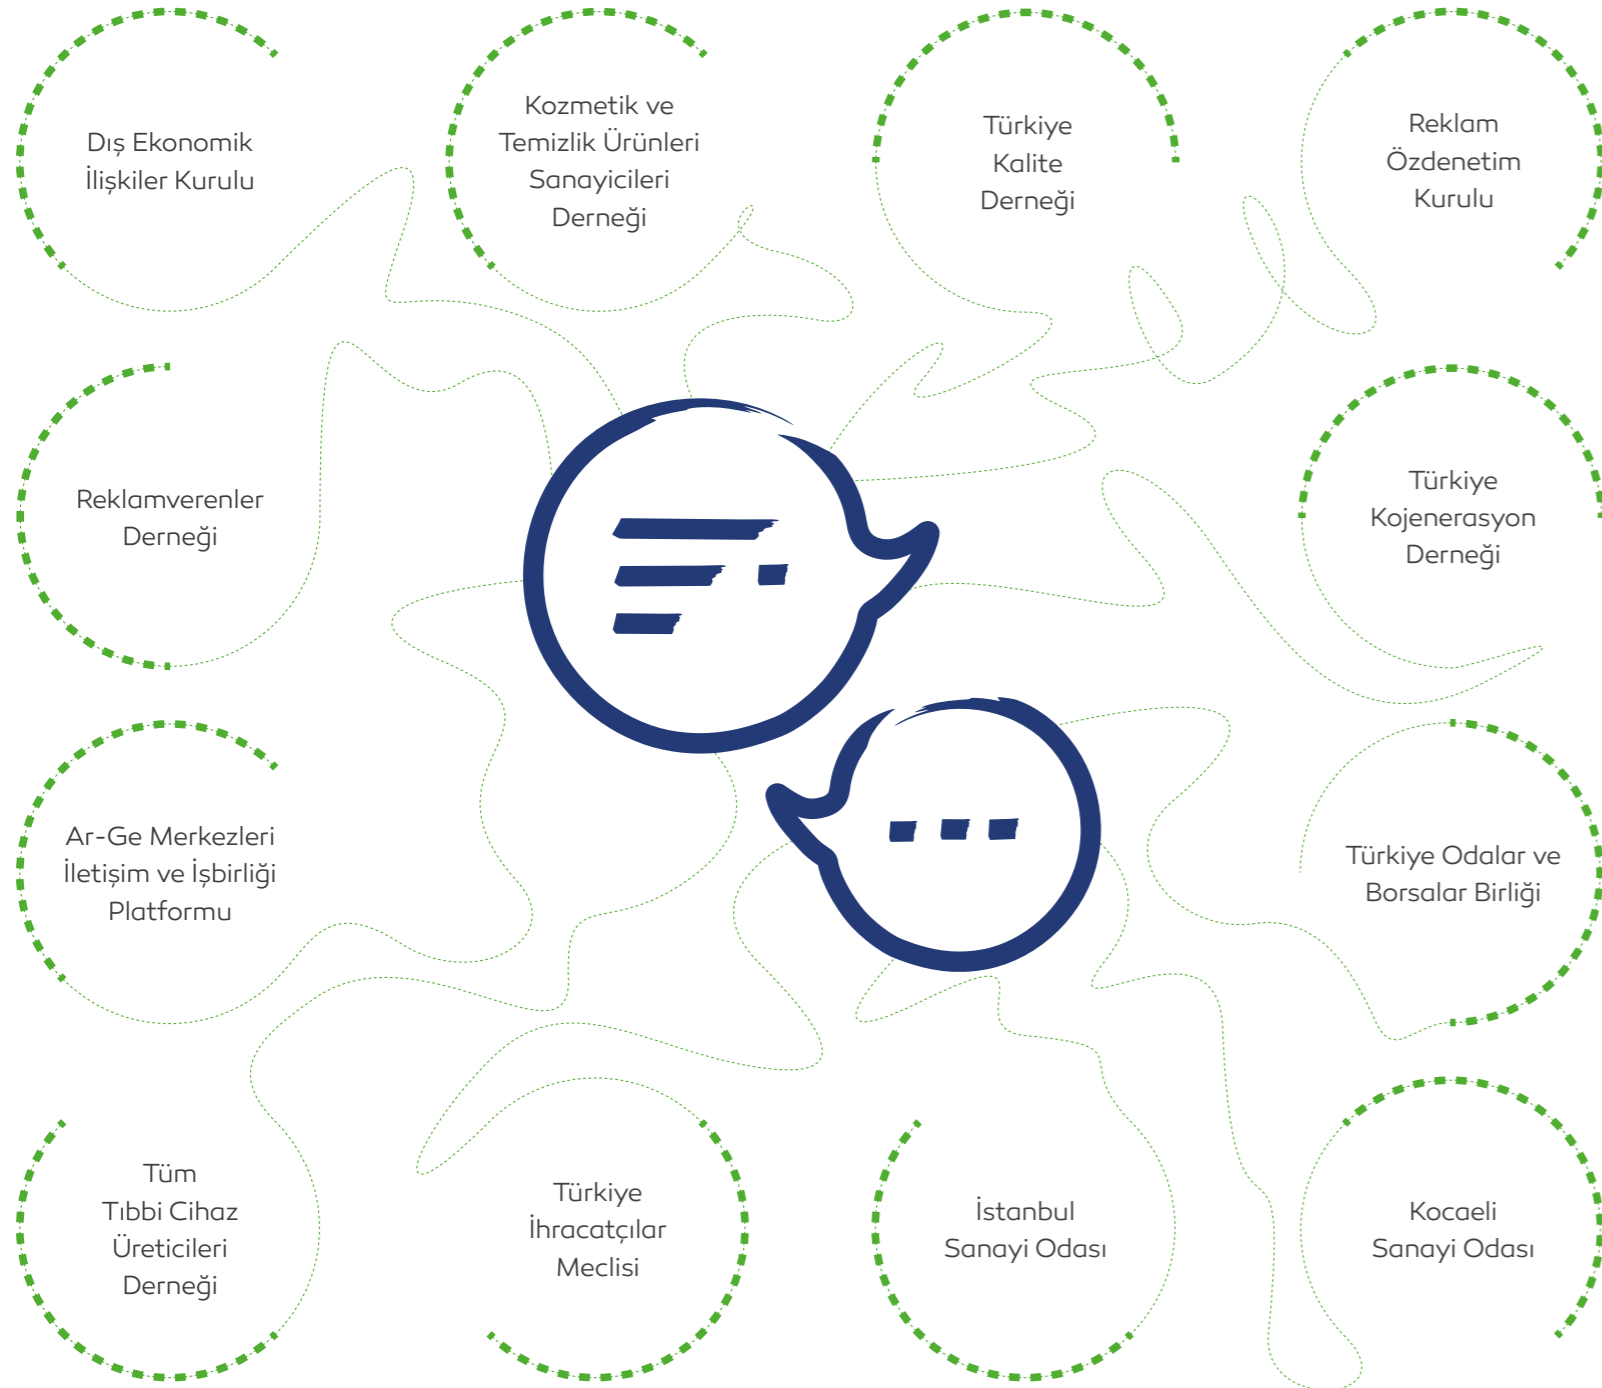 Dış Ekonomik
İlişkiler Kurulu
Kozmetik ve
Temizlik Ürünleri
Sanayicileri
Derneği
Türkiye
Kalite
Derneği
Reklam
Özdenetim
Kurulu
Reklamverenler
Derneği
Türkiye
Kojenerasyon
Derneği
Ar-Ge Merkezleri
İletişim ve İşbirliği
Platformu
Türkiye Odalar ve
Borsalar Birliği
Tüm
Tıbbi Cihaz
Üreticileri
Derneği
Türkiye
İhracatçılar
Meclisi
İstanbul
Sanayi Odası
Kocaeli
Sanayi Odası